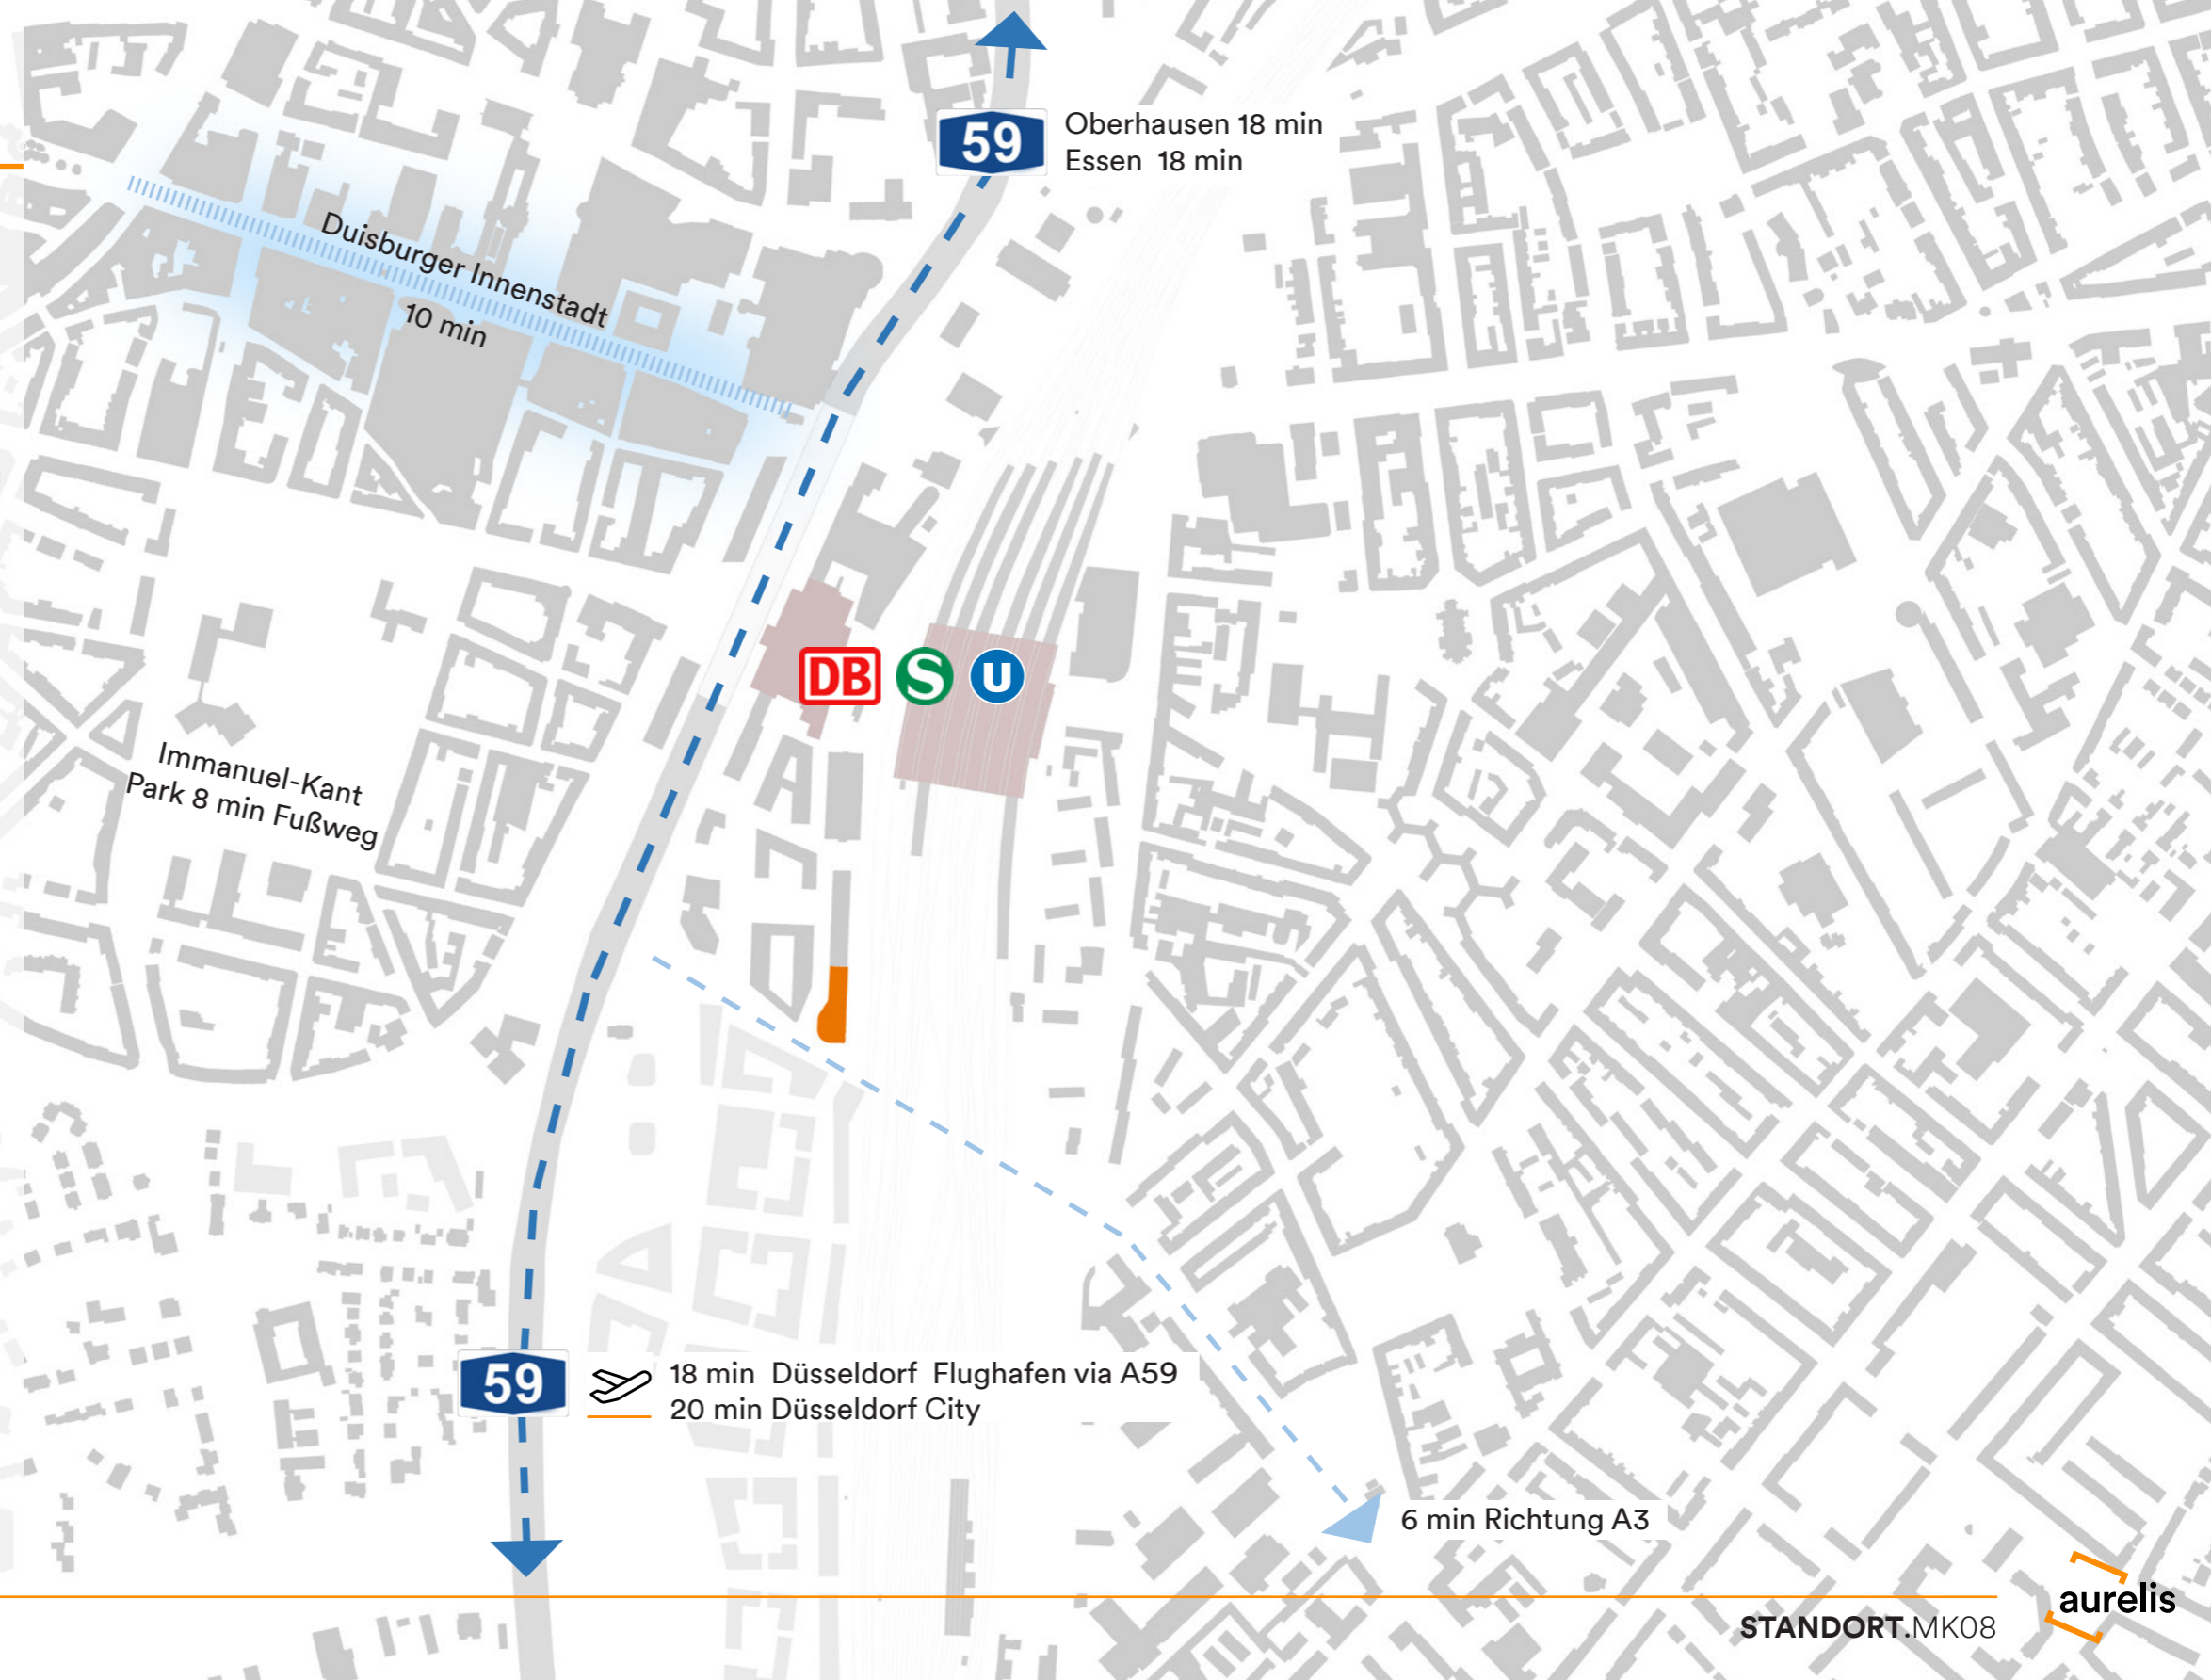 59
Oberhausen 18 min
Essen 18 min
Duisburger Innenstadt
10 min
DB S U
Immanuel-Kant
Park 8 min Fußweg
59
18 min Düsseldorf Flughafen via A59
20 min Düsseldorf City
6 min Richtung A3
STANDORT.MK08
aurelis